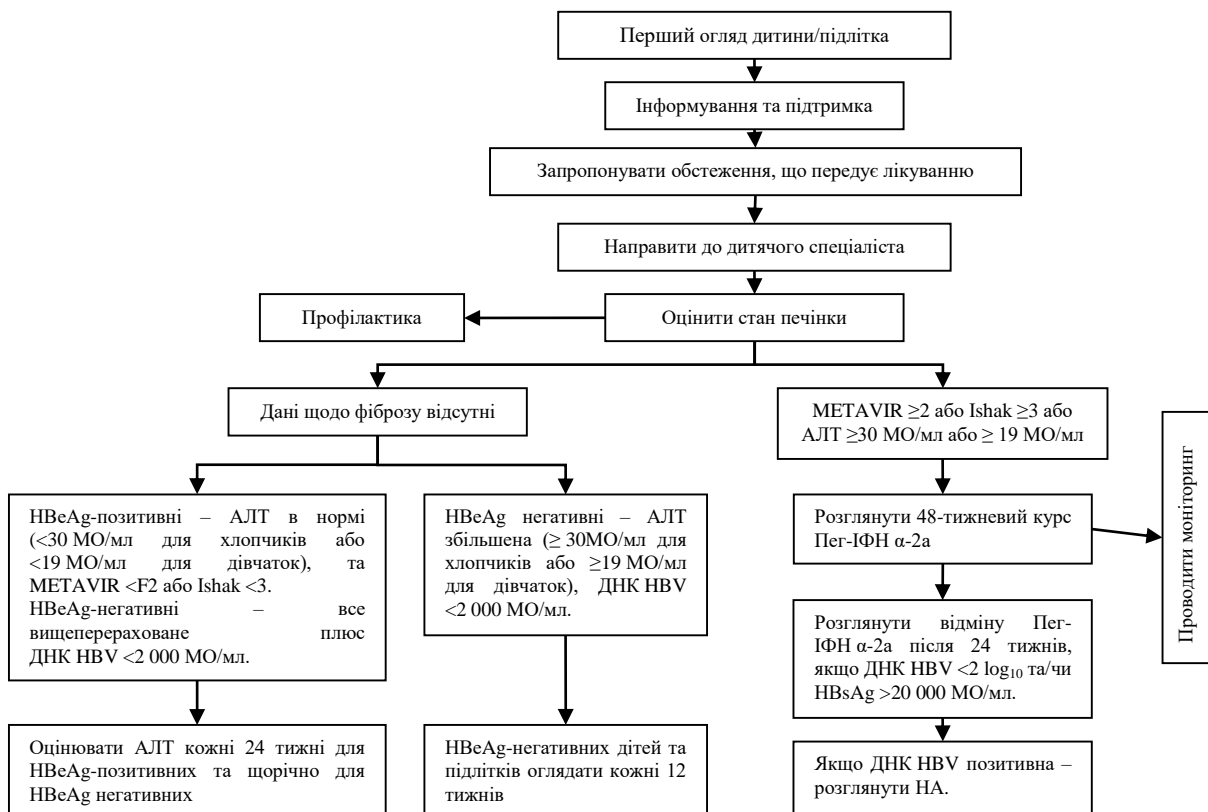 Перший огляд дитини/підлітка
Інформування та підтримка
Запропонувати обстеження, що передує лікуванню
Направити до дитячого спеціаліста
Профілактика
Оцінити стан печінки
Дані щодо фіброзу відсутні
METAVIR ≥2 або Ishak ≥3 або
АЛТ ≥30 МО/мл або ≥ 19 МО/мл
HBeAg-позитивні – АЛТ в нормі
(<30 МО/мл для хлопчиків або
<19 МО/мл для дівчаток), та
METAVIR <F2 або Ishak <3.
HBeAg-негативні – все
вищеперераховане плюс
ДНК HBV <2 000 МО/мл.
HBeAg негативні – АЛТ
збільшена (≥ 30МО/мл для
хлопчиків або ≥19 МО/мл
для дівчаток), ДНК HBV
<2 000 МО/мл.
Розглянути 48-тижневий курс
Пег-ІФН α-2a
Проводити моніторинг
Розглянути відміну Пег-
ІФН α-2a після 24 тижнів,
якщо ДНК HBV <2 log₁₀ та/чи
HBsAg >20 000 МО/мл.
Оцінювати АЛТ кожні 24 тижні для
HBeAg-позитивних та щорічно для
HBeAg негативних
HBeAg-негативних дітей та
підлітків оглядати кожні 12
тижнів
Якщо ДНК HBV позитивна –
розглянути НА.